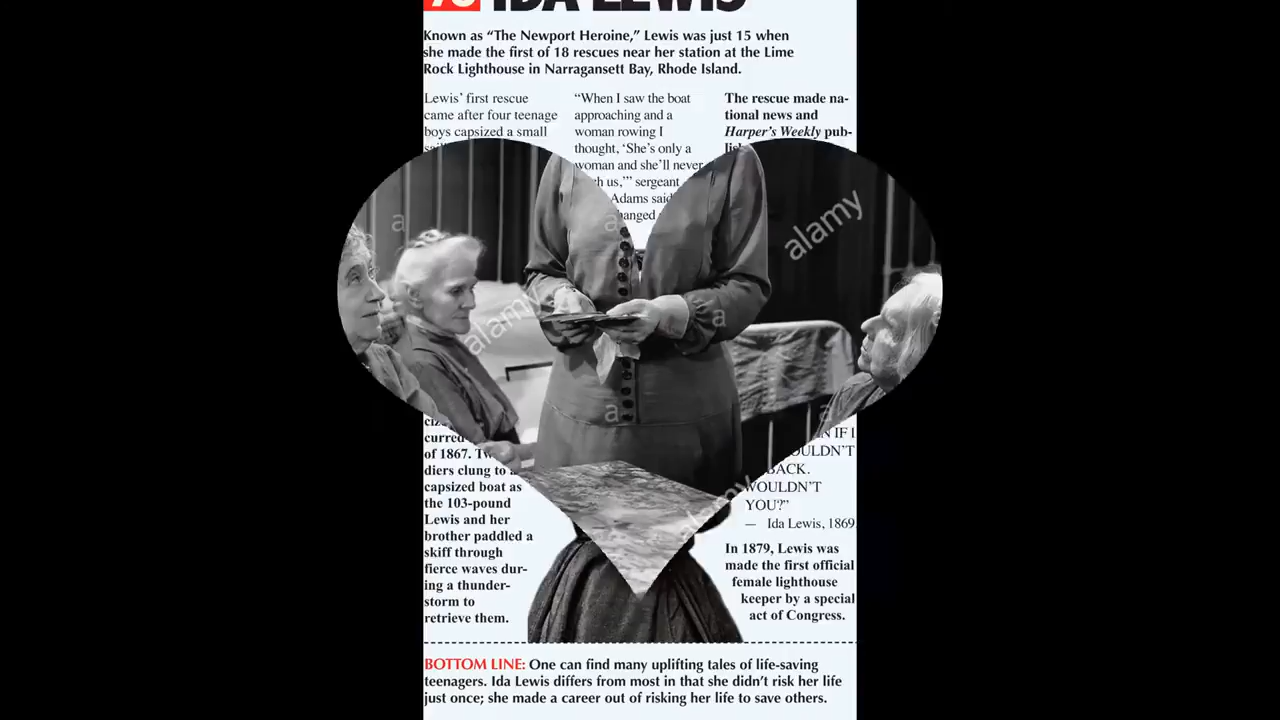 75 IDA LEWIS
Known as “The Newport Heroine,” Lewis was just 15 when
she made the first of 18 rescues near her station at the Lime
Rock Lighthouse in Narragansett Bay, Rhode Island.
Lewis’ first rescue
came after four teenage
boys capsized a small
“When I saw the boat
approaching and a
woman rowing I
thought, ‘She’s only a
woman and she’ll never
us,’” sergeant
Adams said
The rescue made na-
tional news and
Harper’s Weekly pub-
curred
of 1867.
diers clung to a
capsized boat as
the 103-pound
Lewis and her
brother paddled a
skiff through
fierce waves dur-
ing a thunder-
storm to
retrieve them.
IF I
BACK.
WOULDN’T
YOU?”
— Ida Lewis, 1869
In 1879, Lewis was
made the first official
female lighthouse
keeper by a special
act of Congress.
alamy
alamy
alamy
a
a
a
a
a
BOTTOM LINE: One can find many uplifting tales of life-saving
teenagers. Ida Lewis differs from most in that she didn’t risk her life
just once; she made a career out of risking her life to save others.